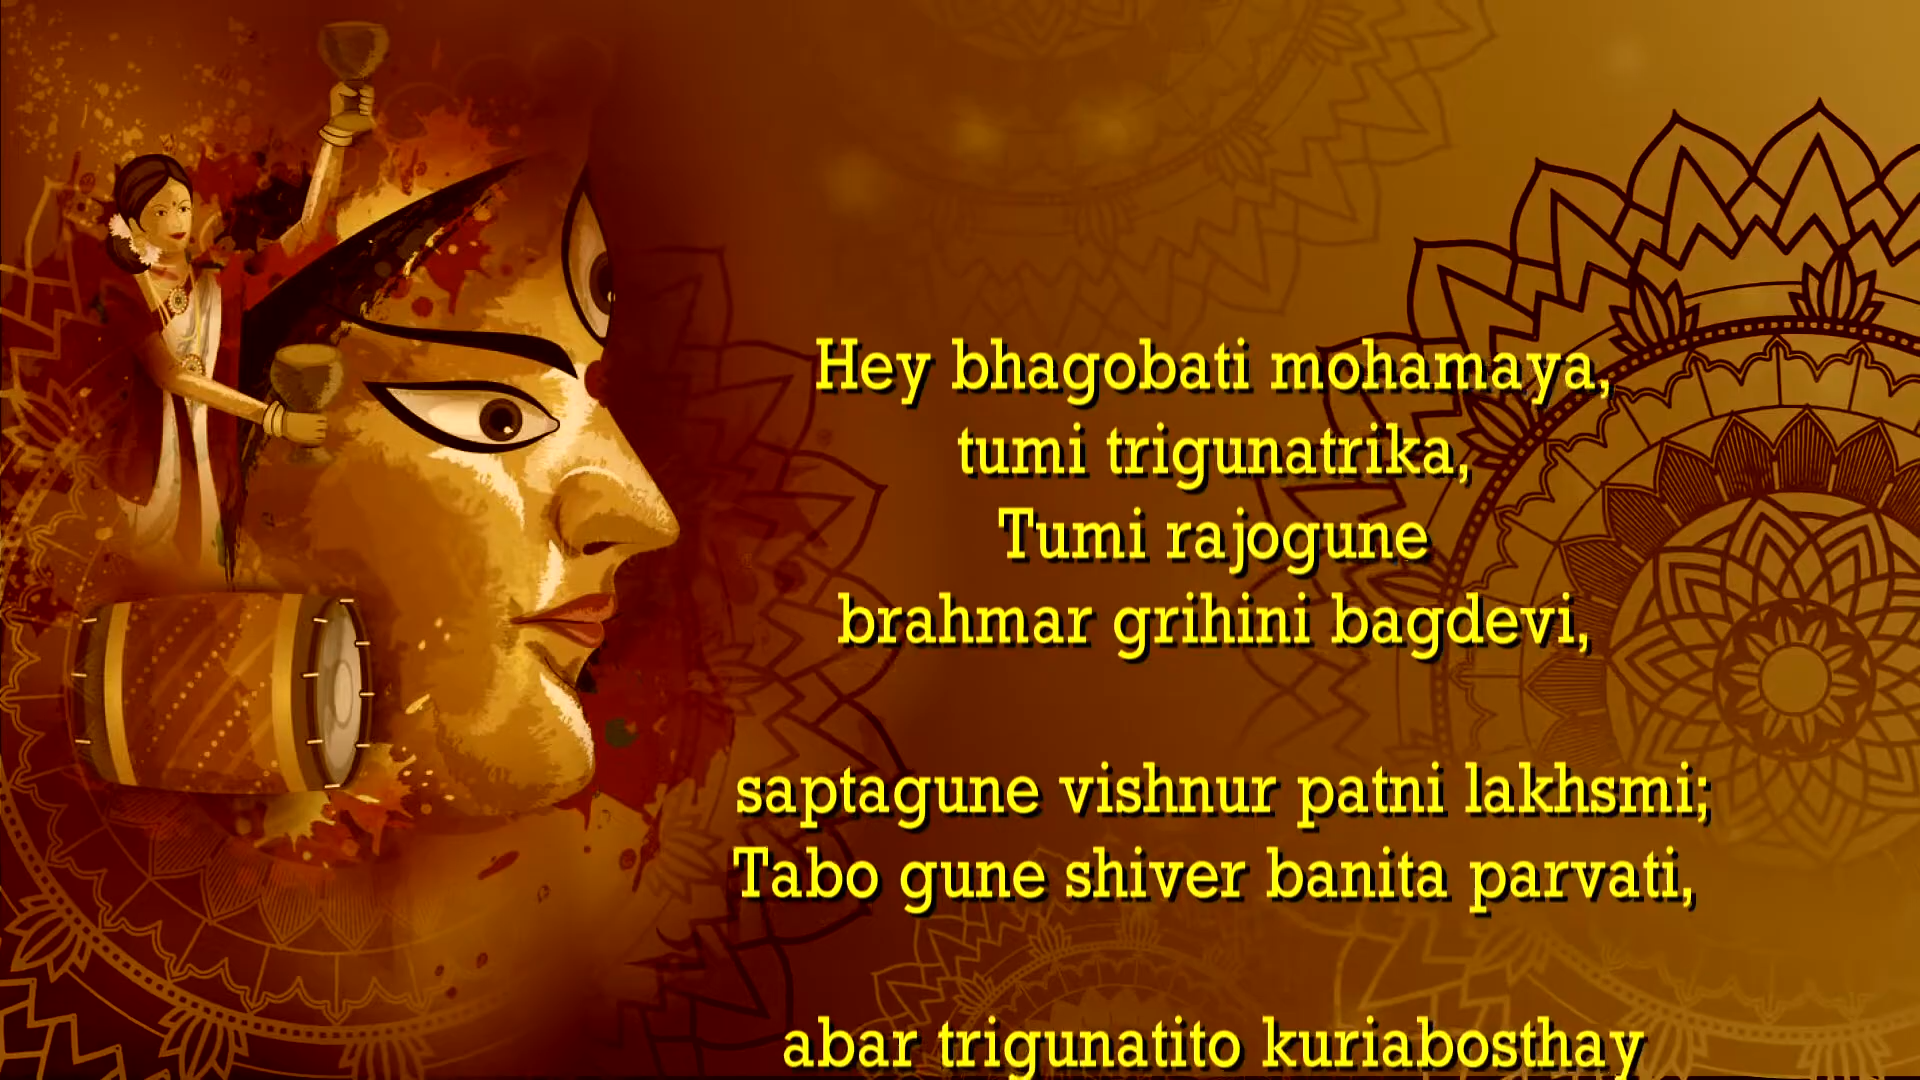 Hey bhagobati mohamaya,
tumi trigunatrika,
Tumi rajogune
brahmar grihini bagdevi,
saptagune vishnur patni lakhsmi;
Tabo gune shiver banita parvati,
abar trigunatito kuriabosthay